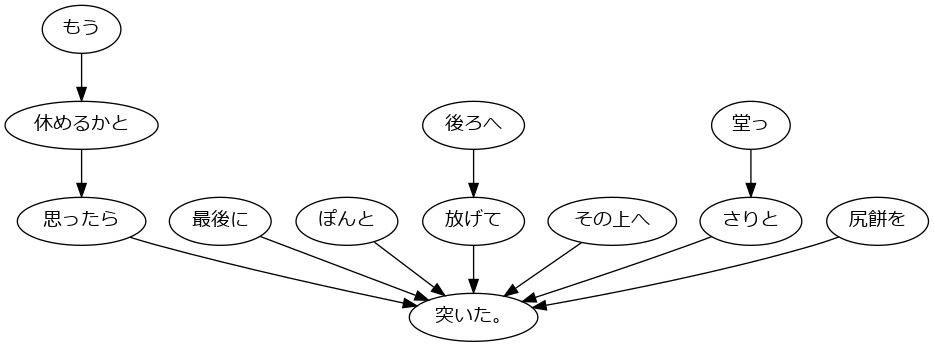 もう
休めるかと
後ろへ
堂っ
思ったら
最後に
ぽんと
放げて
その上へ
さりと
尻餅を
突いた。